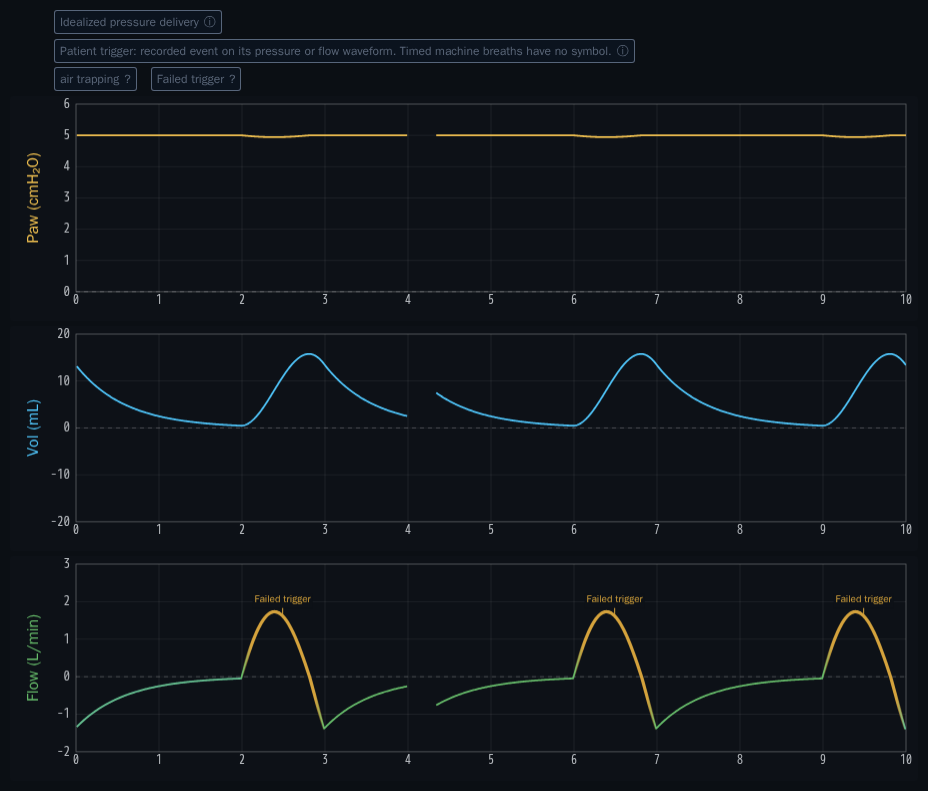 Idealized pressure delivery ⓘ
Patient trigger: recorded event on its pressure or flow waveform. Timed machine breaths have no symbol. ⓘ
air trapping ? Failed trigger ?
Paw (cmH₂O)
6
5
4
3
2
1
0
0 1 2 3 4 5 6 7 8 9 10
Vol (mL)
20
10
0
-10
-20
0 1 2 3 4 5 6 7 8 9 10
Flow (L/min)
3
2
1
0
-1
-2
Failed trigger Failed trigger Failed trigger
0 1 2 3 4 5 6 7 8 9 10